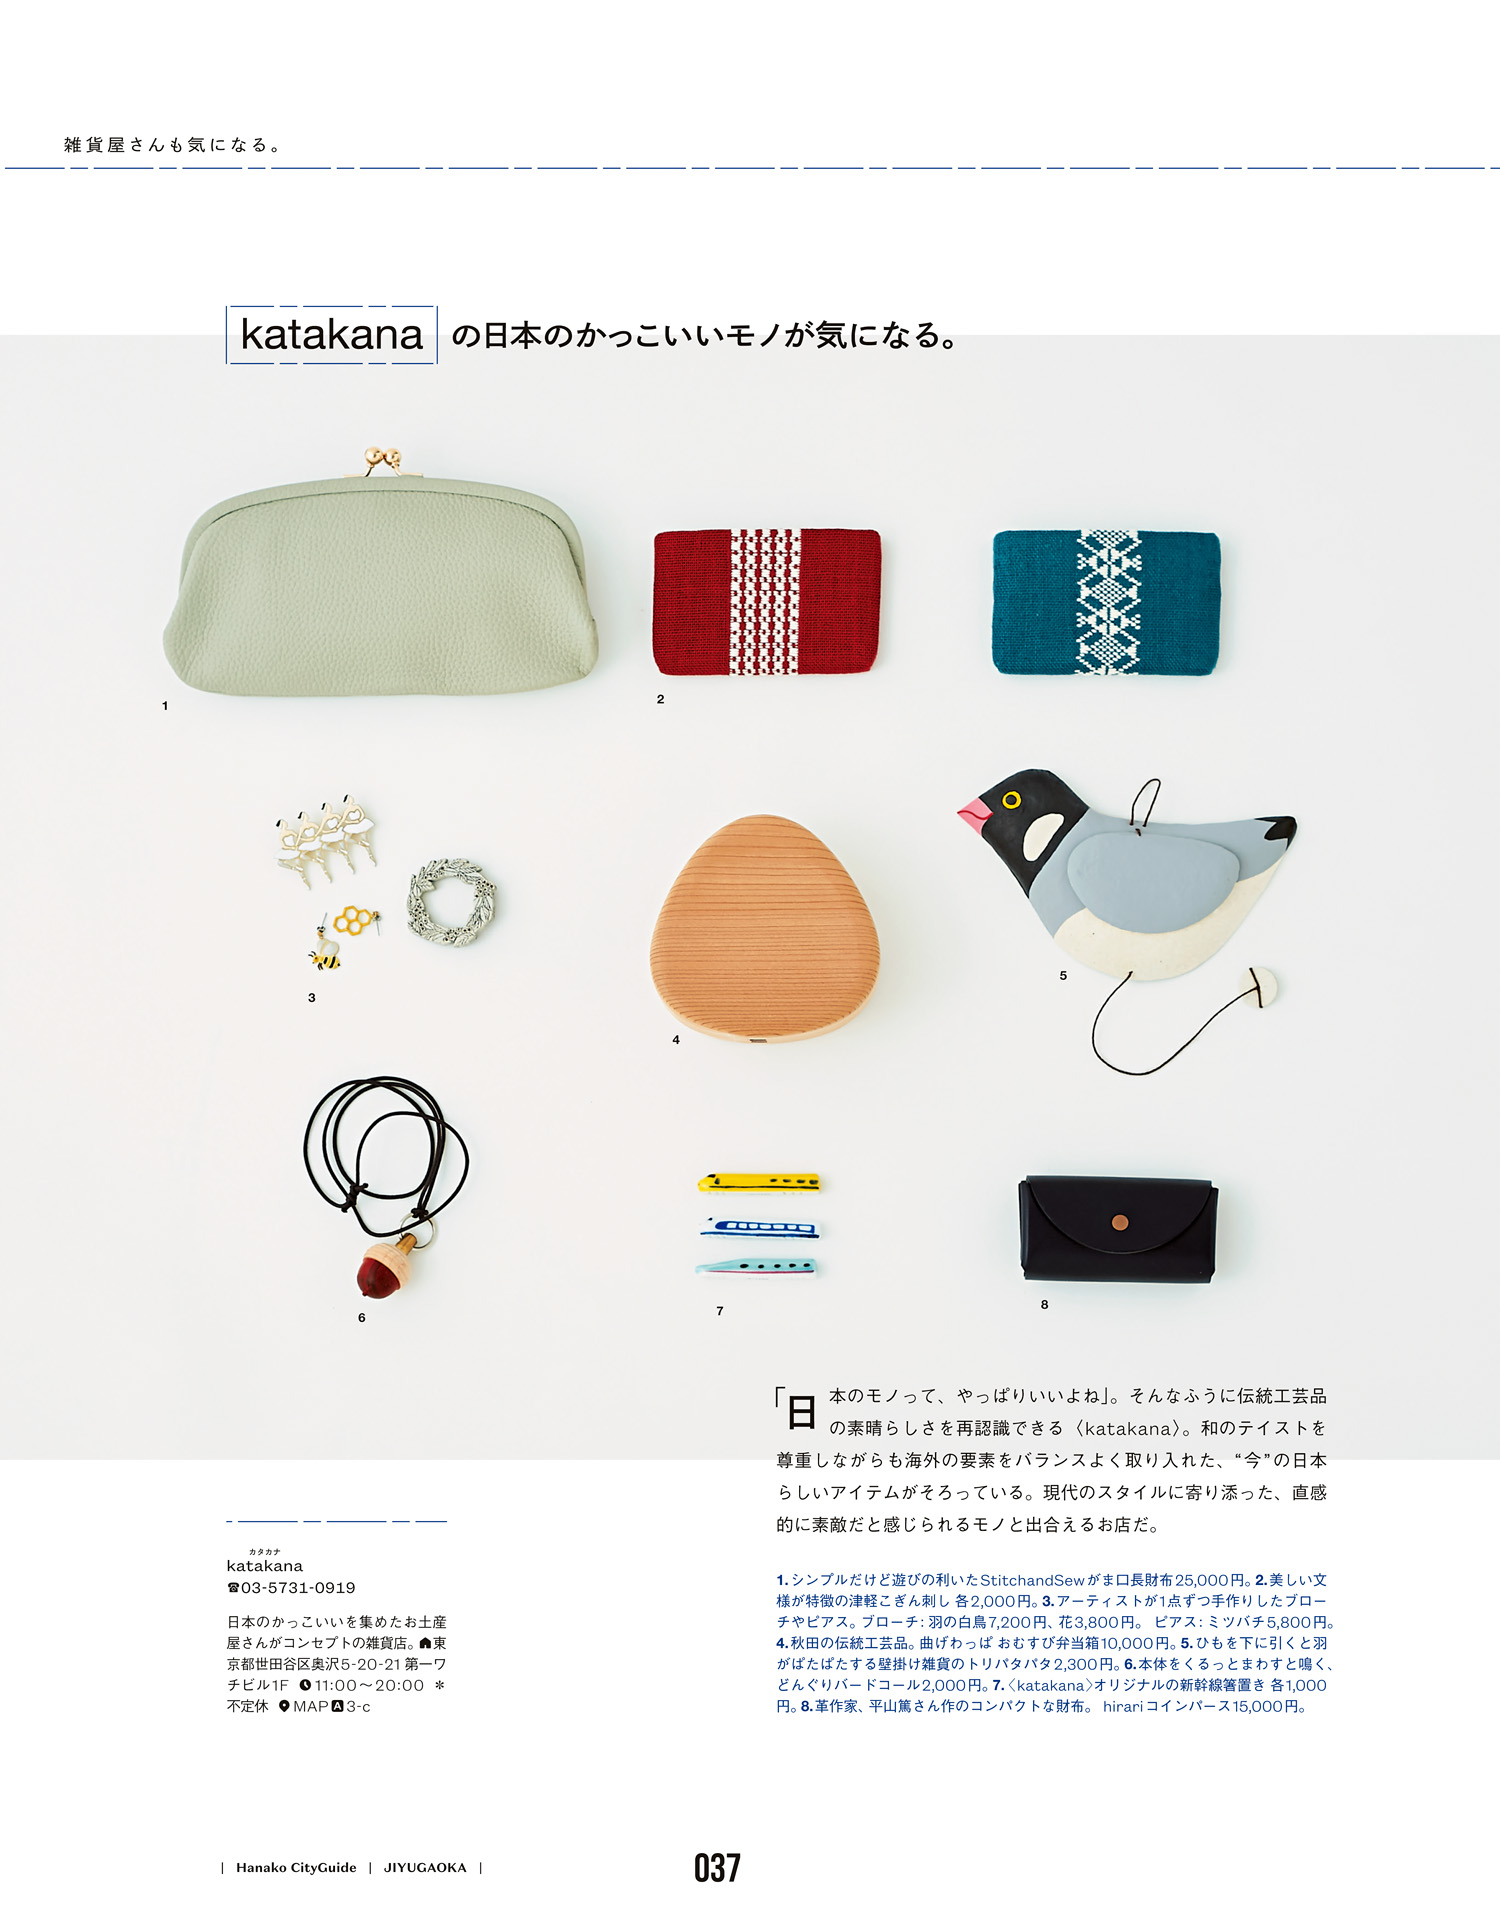 雑貨屋さんも気になる。
katakana の日本のかっこいいモノが気になる。
1
2
3
4
5
6
7
8
「日本のモノって、やっぱりいいよね」。そんなふうに伝統工芸品
の素晴らしさを再認識できる〈katakana〉。和のテイストを
尊重しながらも海外の要素をバランスよく取り入れた、“今”の日本
らしいアイテムがそろっている。現代のスタイルに寄り添った、直感
的に素敵だと感じられるモノと出合えるお店だ。
カタカナ
katakana
☎03-5731-0919
日本のかっこいいを集めたお土産
屋さんがコンセプトの雑貨店。東
京都世田谷区奥沢5-20-21 第一ワ
チビル1F 11:00〜20:00 ＊
不定休 MAP A 3-c
1.シンプルだけど遊びの利いたStitchandSewがま口長財布25,000円。2.美しい文
様が特徴の津軽こぎん刺し 各2,000円。3.アーティストが1点ずつ手作りしたブロー
チやピアス。ブローチ：羽の白鳥7,200円、花3,800円。 ピアス：ミツバチ5,800円。
4.秋田の伝統工芸品。曲げわっぱ おむすび弁当箱10,000円。5.ひもを下に引くと羽
がぱたぱたする壁掛け雑貨のトリパタパタ2,300円。6.本体をくるっとまわすと鳴く、
どんぐりバードコール2,000円。7.〈katakana〉オリジナルの新幹線箸置き 各1,000
円。8.革作家、平山篤さん作のコンパクトな財布。 hirariコインパース15,000円。
| Hanako CityGuide | JIYUGAOKA |
037